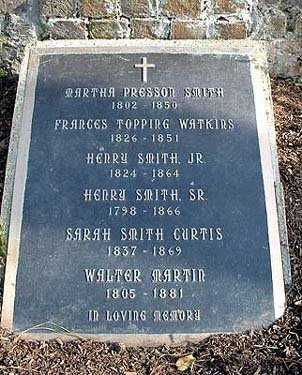 MARTHA PRESSON SMITH
1802 - 1850
FRANCES TOPPING WATKINS
1826 - 1851
HENRY SMITH, JR.
1824 - 1864
HENRY SMITH, SR.
1798 - 1866
SARAH SMITH CURTIS
1837 - 1869
WALTER MARTIN
1805 - 1881
IN LOVING MEMORY